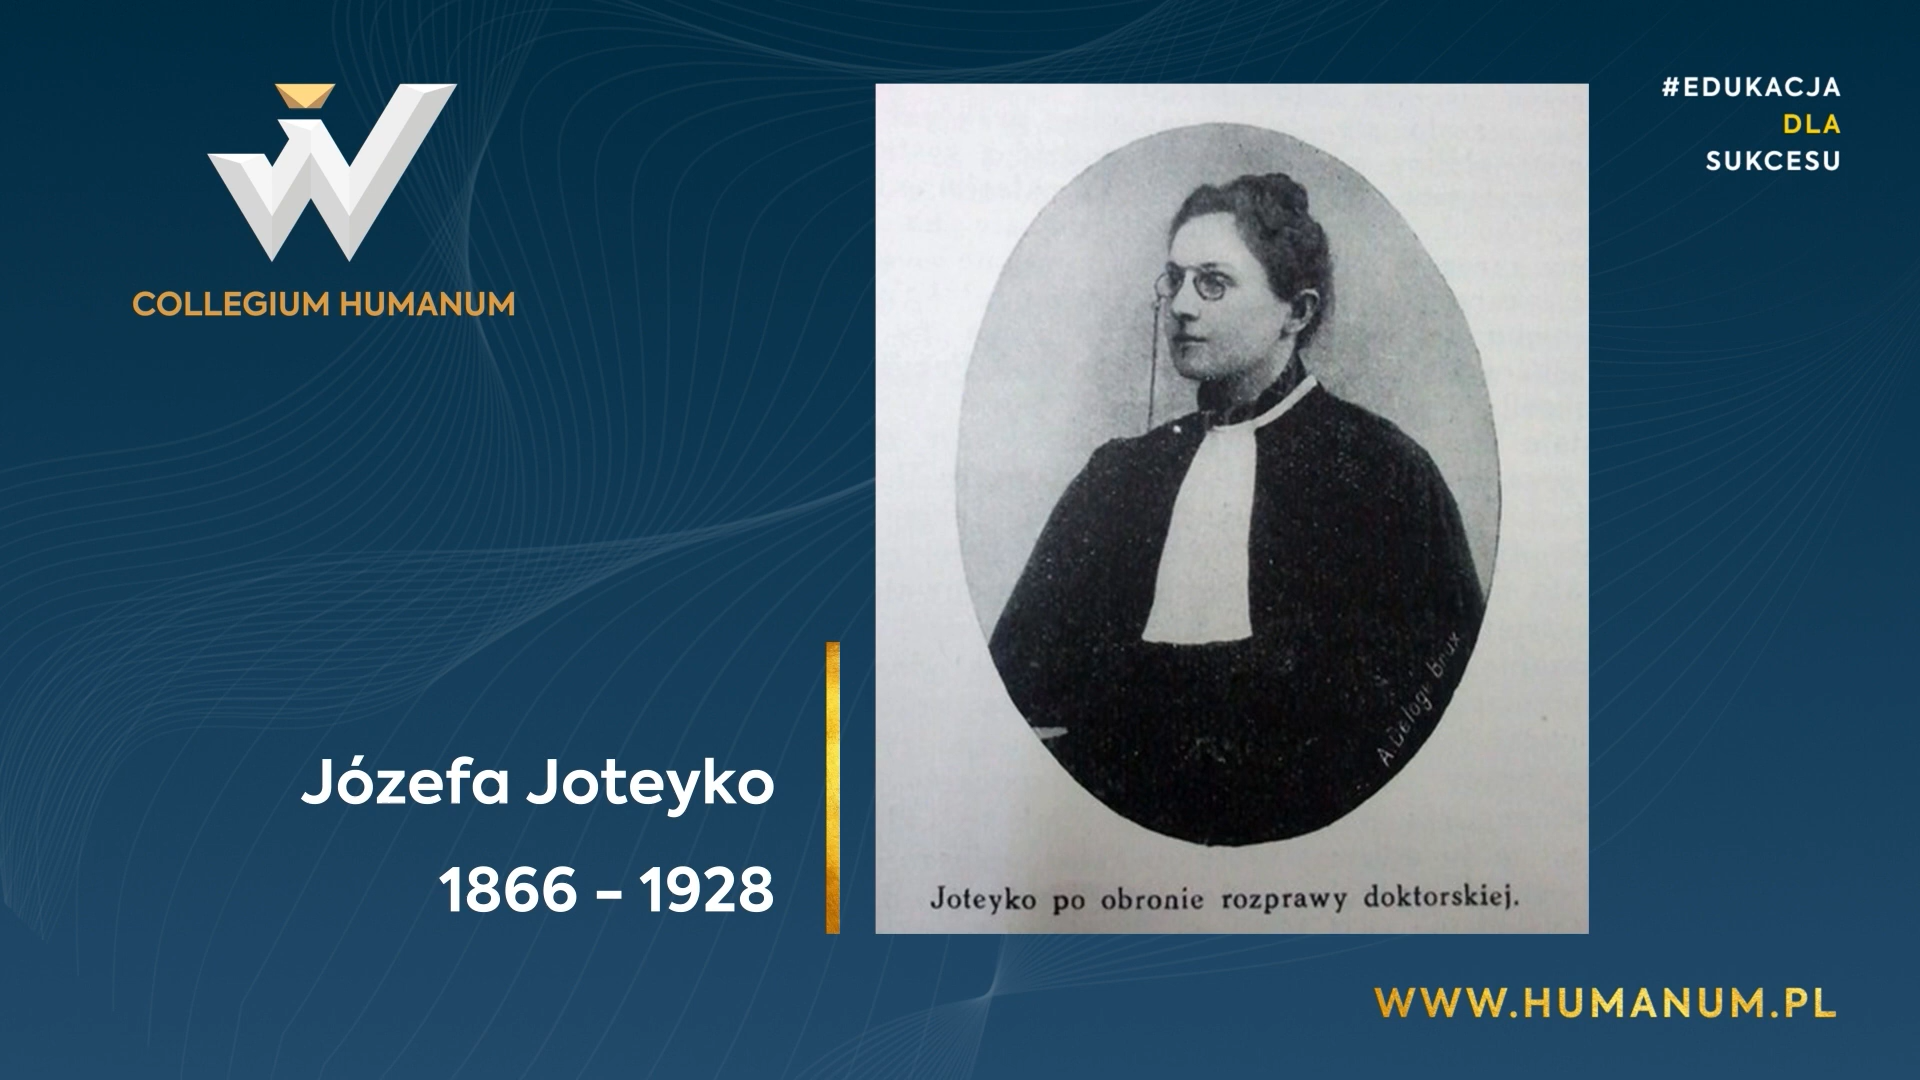 COLLEGIUM HUMANUM
#EDUKACJA
DLA
SUKCESU
Józefa Joteyko
1866 – 1928
Joteyko po obronie rozprawy doktorskiej.
WWW.HUMANUM.PL